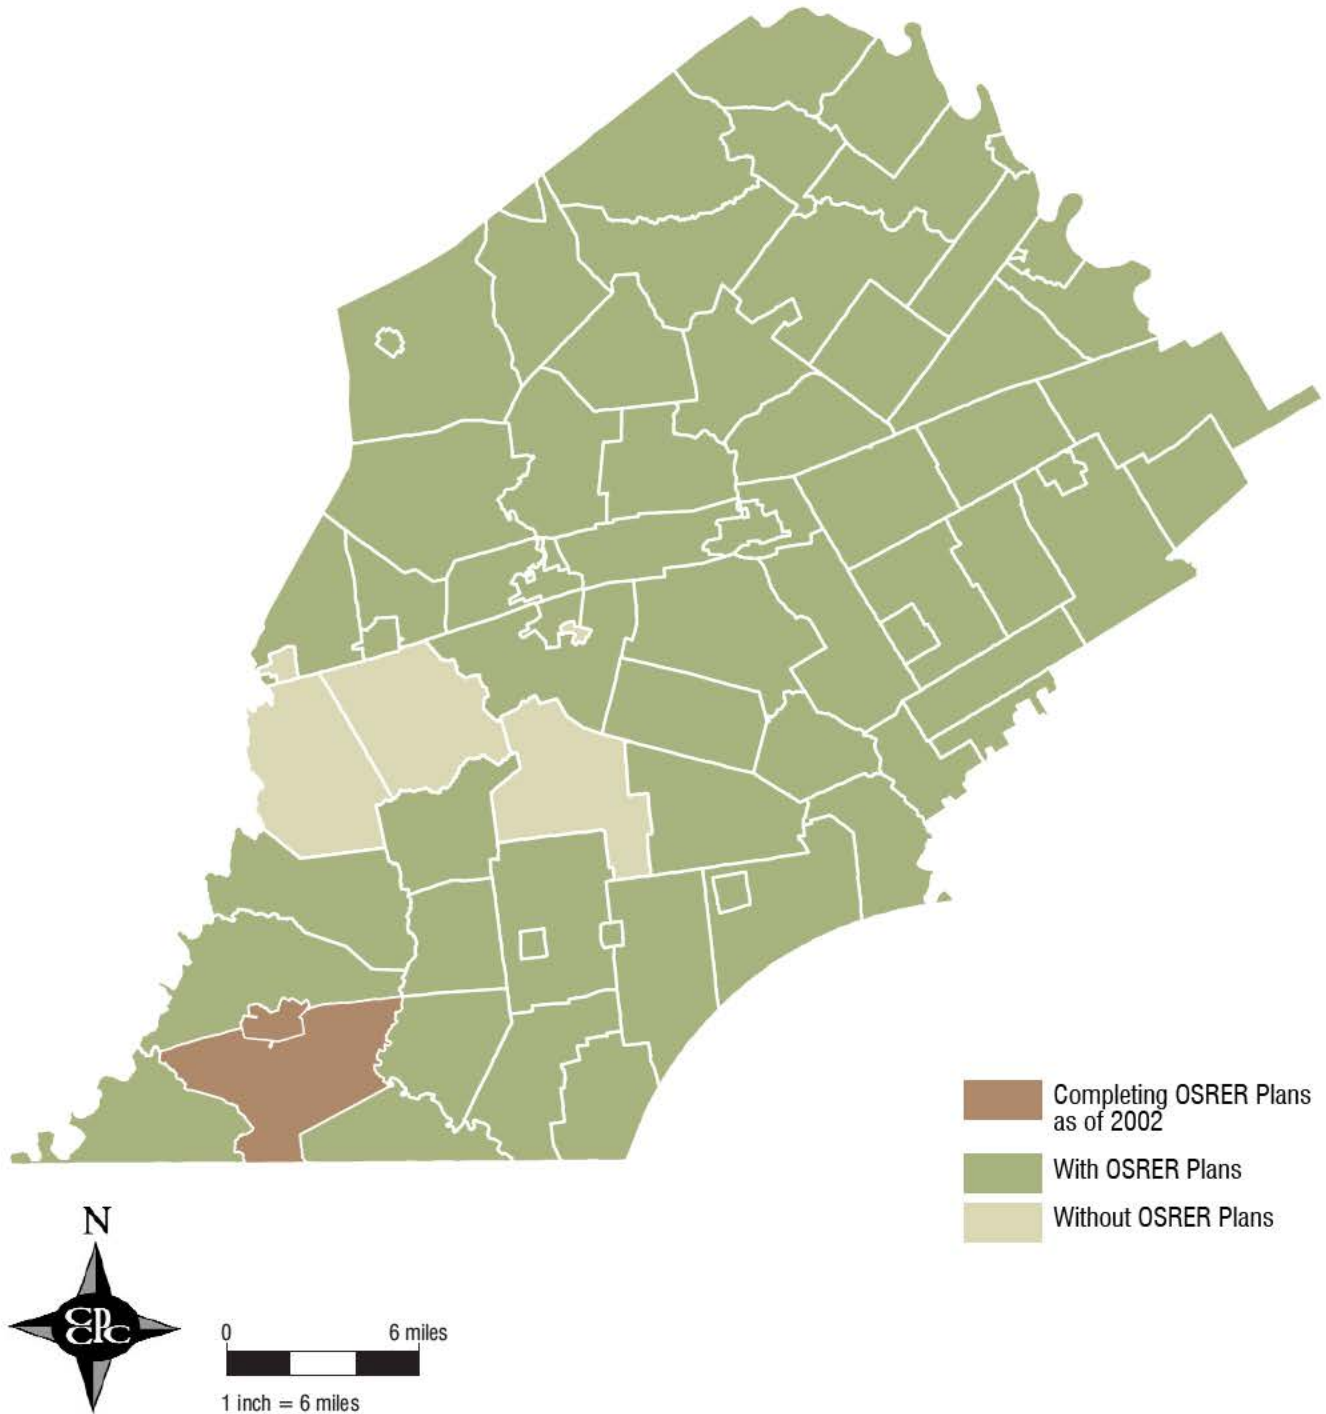 Completing OSRER Plans
as of 2002
With OSRER Plans
Without OSRER Plans
N
CPCC
0 6 miles
1 inch = 6 miles